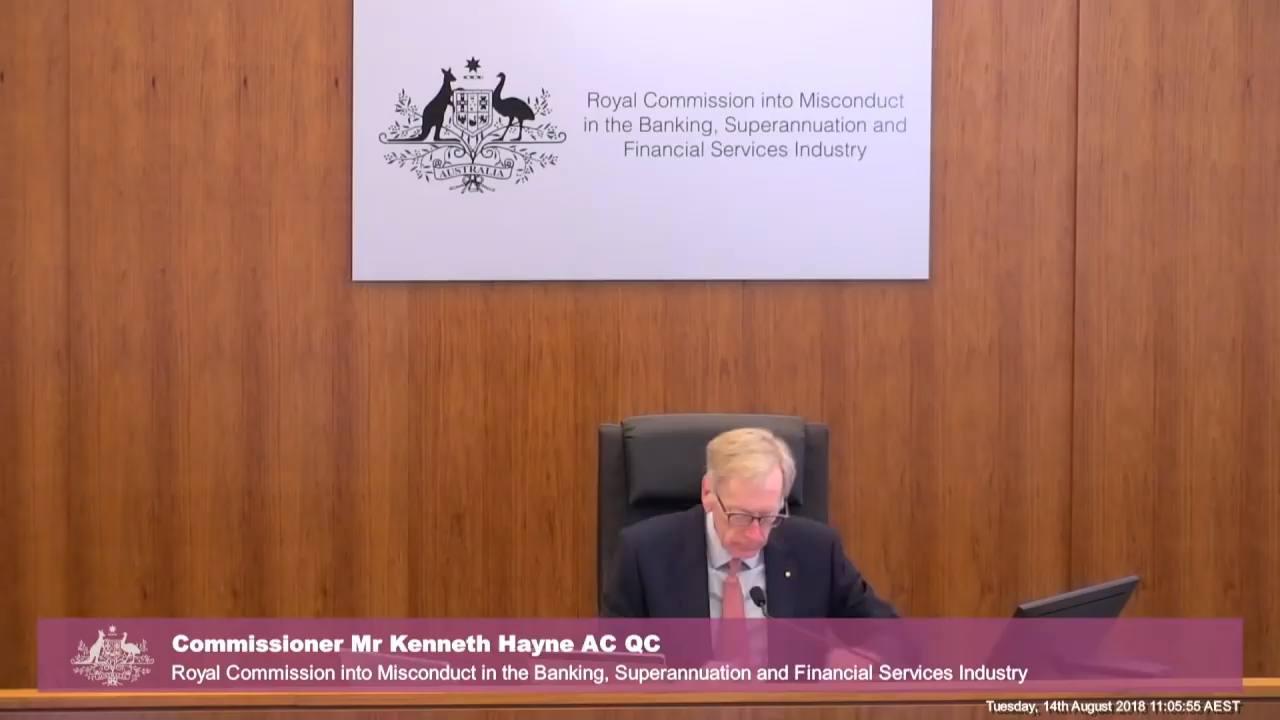 Royal Commission into Misconduct
in the Banking, Superannuation and
Financial Services Industry
AUSTRALIA
Commissioner Mr Kenneth Hayne AC QC
Royal Commission into Misconduct in the Banking, Superannuation and Financial Services Industry
Tuesday, 14th August 2018 11:05:55 AEST